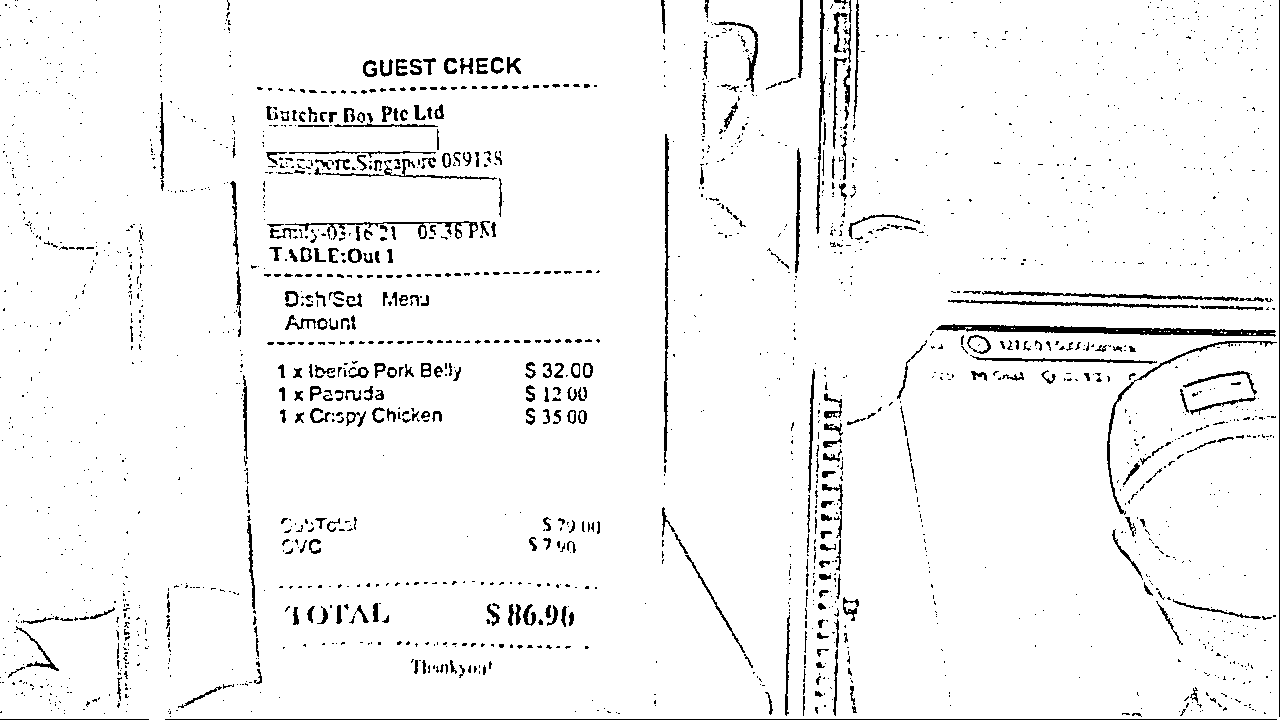 GUEST CHECK
Butcher Boy Pte Ltd
Singapore,Singapore 089138
Emily-03/16/21 05:38 PM
TABLE:Out 1
Dish/Set Menu
Amount
1 x Iberico Pork Belly $ 32.00
1 x Paoruda $ 12.00
1 x Crispy Chicken $ 35.00
SubTotal $ 79.00
SVC $ 7.90
TOTAL $ 86.90
Thankyou!